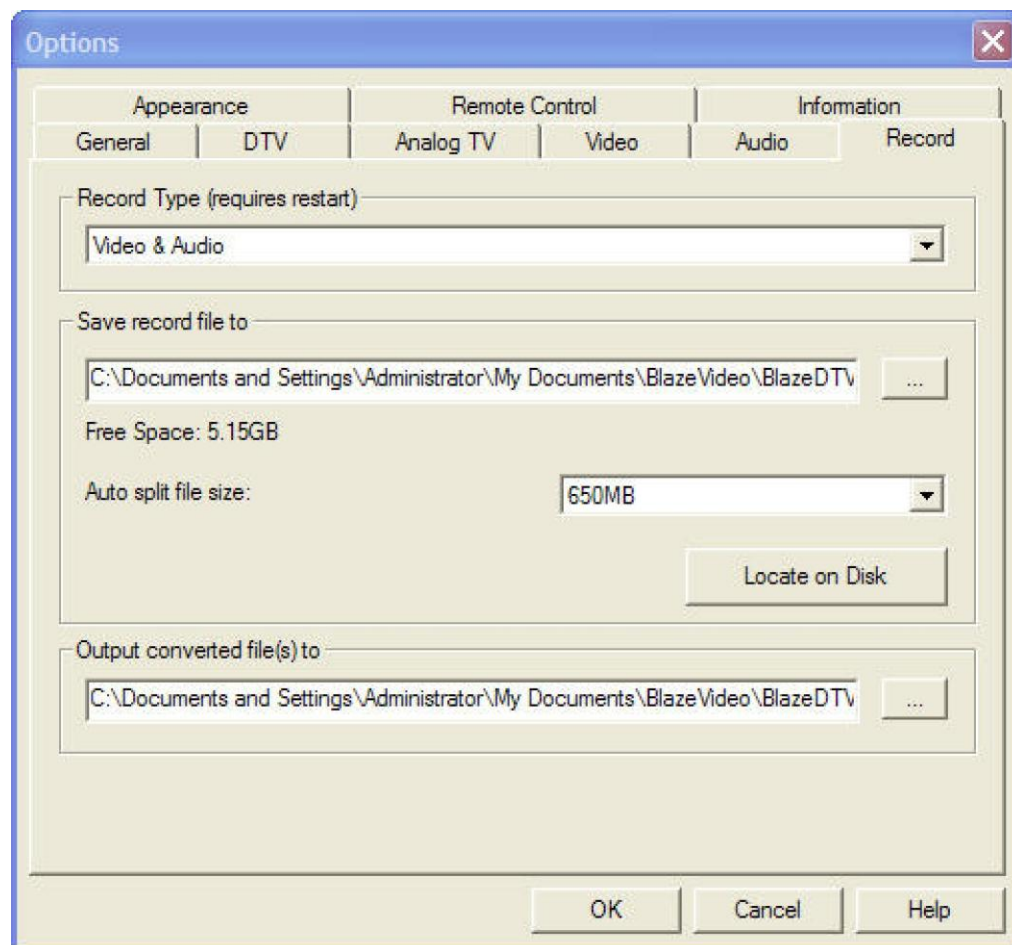 Options
Appearance Remote Control Information
General DTV Analog TV Video Audio Record
Record Type (requires restart)
Video & Audio
Save record file to
C:\Documents and Settings\Administrator\My Documents\BlazeVideo\BlazeDTV
...
Free Space: 5.15GB
Auto split file size: 650MB
Locate on Disk
Output converted file(s) to
C:\Documents and Settings\Administrator\My Documents\BlazeVideo\BlazeDTV
...
OK Cancel Help